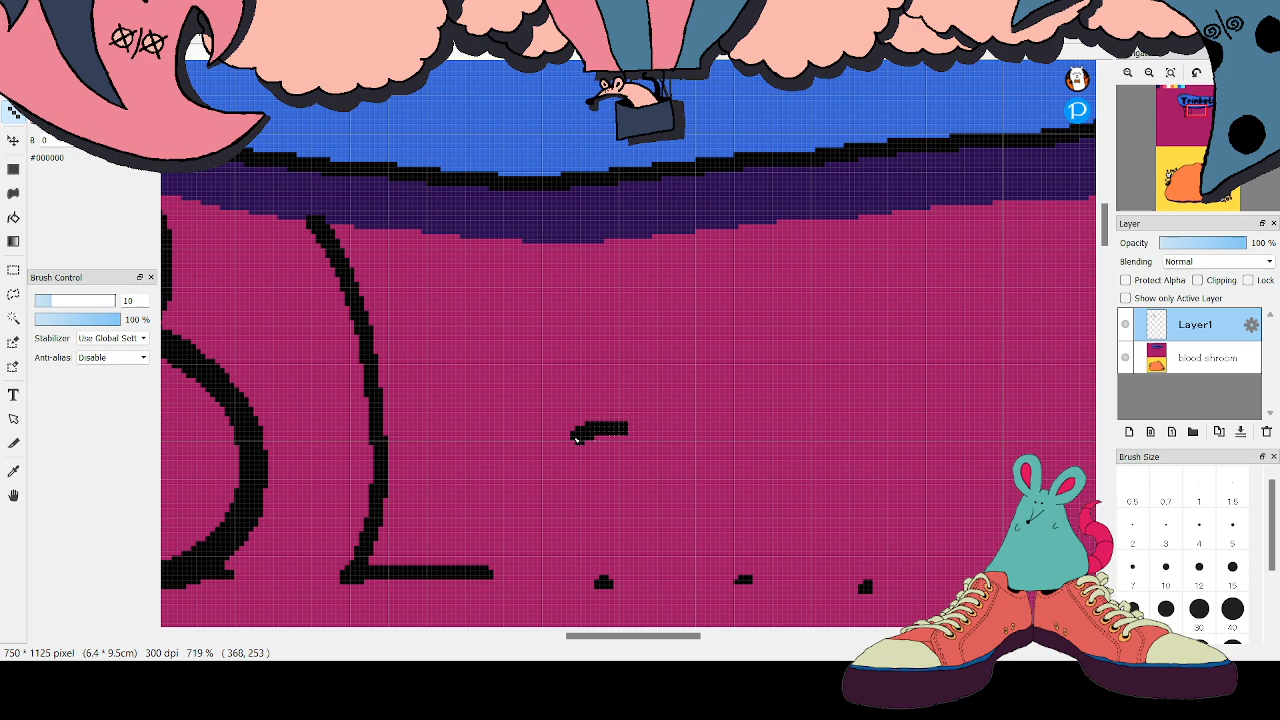 Trinkets
B 0
#000000
Brush Control
10
100 %
Stabilizer Use Global Sett
Anti-alias Disable
T
P
Layer
Opacity 100 %
Blending Normal
Protect Alpha Clipping Lock
Show only Active Layer
Layer1
blood shroom
Brush Size
0.5 0.7 1 1.5
2 3 4 5
7 10 12 15
30 40
750 * 1125 pixel (6.4 * 9.5cm) 300 dpi 719 % ( 368, 253 )